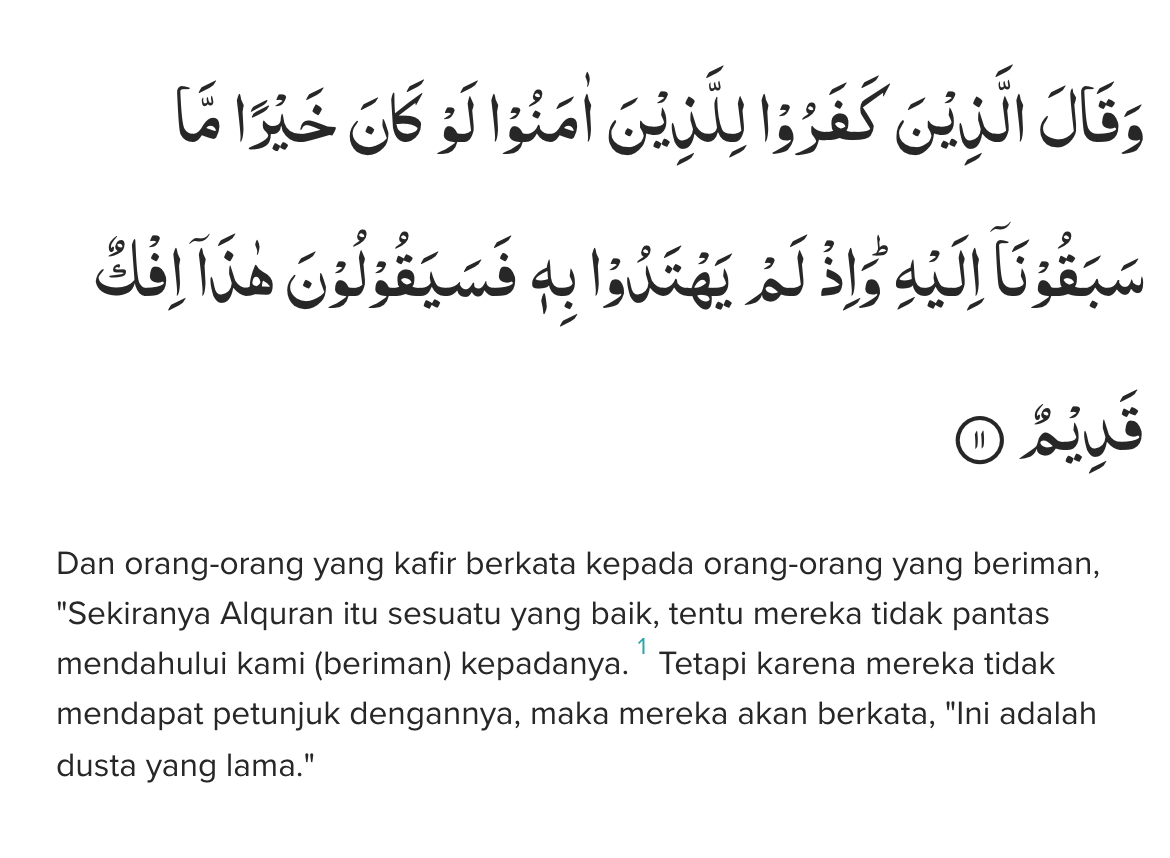 وَقَالَ الَّذِيْنَ كَفَرُوْا لِلَّذِيْنَ اٰمَنُوْا لَوْ كَانَ خَيْرًا مَّا
سَبَقُوْنَآ اِلَيْهِ ۗوَاِذْ لَمْ يَهْتَدُوْا بِهٖ فَسَيَقُوْلُوْنَ هٰذَآ اِفْكٌ
قَدِيْمٌ ١١
Dan orang-orang yang kafir berkata kepada orang-orang yang beriman,
"Sekiranya Alquran itu sesuatu yang baik, tentu mereka tidak pantas
mendahului kami (beriman) kepadanya. 1 Tetapi karena mereka tidak
mendapat petunjuk dengannya, maka mereka akan berkata, "Ini adalah
dusta yang lama."